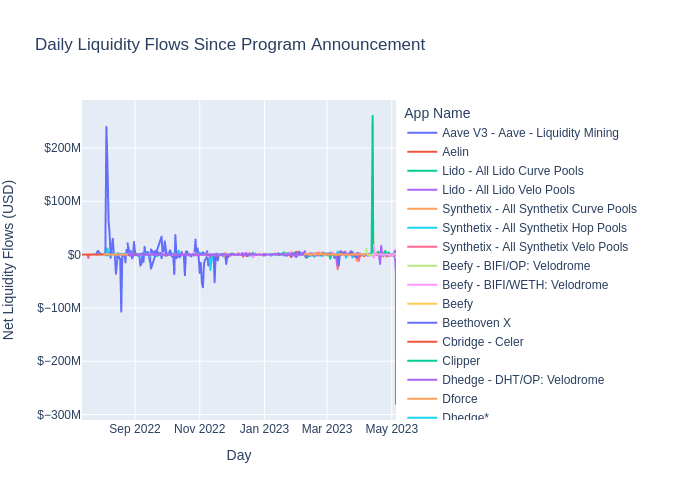 Daily Liquidity Flows Since Program Announcement
App Name
Aave V3 - Aave - Liquidity Mining
Aelin
Lido - All Lido Curve Pools
Lido - All Lido Velo Pools
Synthetix - All Synthetix Curve Pools
Synthetix - All Synthetix Hop Pools
Synthetix - All Synthetix Velo Pools
Beefy - BIFI/OP: Velodrome
Beefy - BIFI/WETH: Velodrome
Beefy
Beethoven X
Cbridge - Celer
Clipper
Dhedge - DHT/OP: Velodrome
Dforce
Dhedge*
$200M
$100M
$0
$−100M
$−200M
$−300M
Net Liquidity Flows (USD)
Sep 2022
Nov 2022
Jan 2023
Mar 2023
May 2023
Day